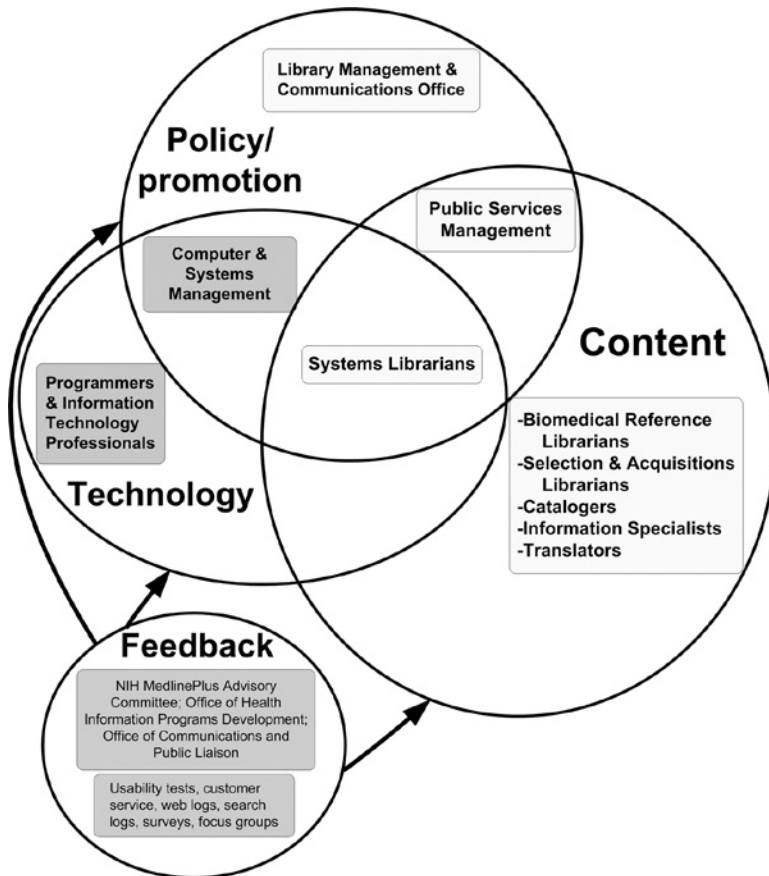 Library Management &
Communications Office
Policy/
promotion
Public Services
Management
Computer &
Systems
Management
Content
Systems Librarians
Programmers
& Information
Technology
Professionals
-Biomedical Reference
Librarians
-Selection & Acquisitions
Librarians
-Catalogers
-Information Specialists
-Translators
Technology
Feedback
NIH MedlinePlus Advisory
Committee; Office of Health
Information Programs Development;
Office of Communications and
Public Liaison
Usability tests, customer
service, web logs, search
logs, surveys, focus groups